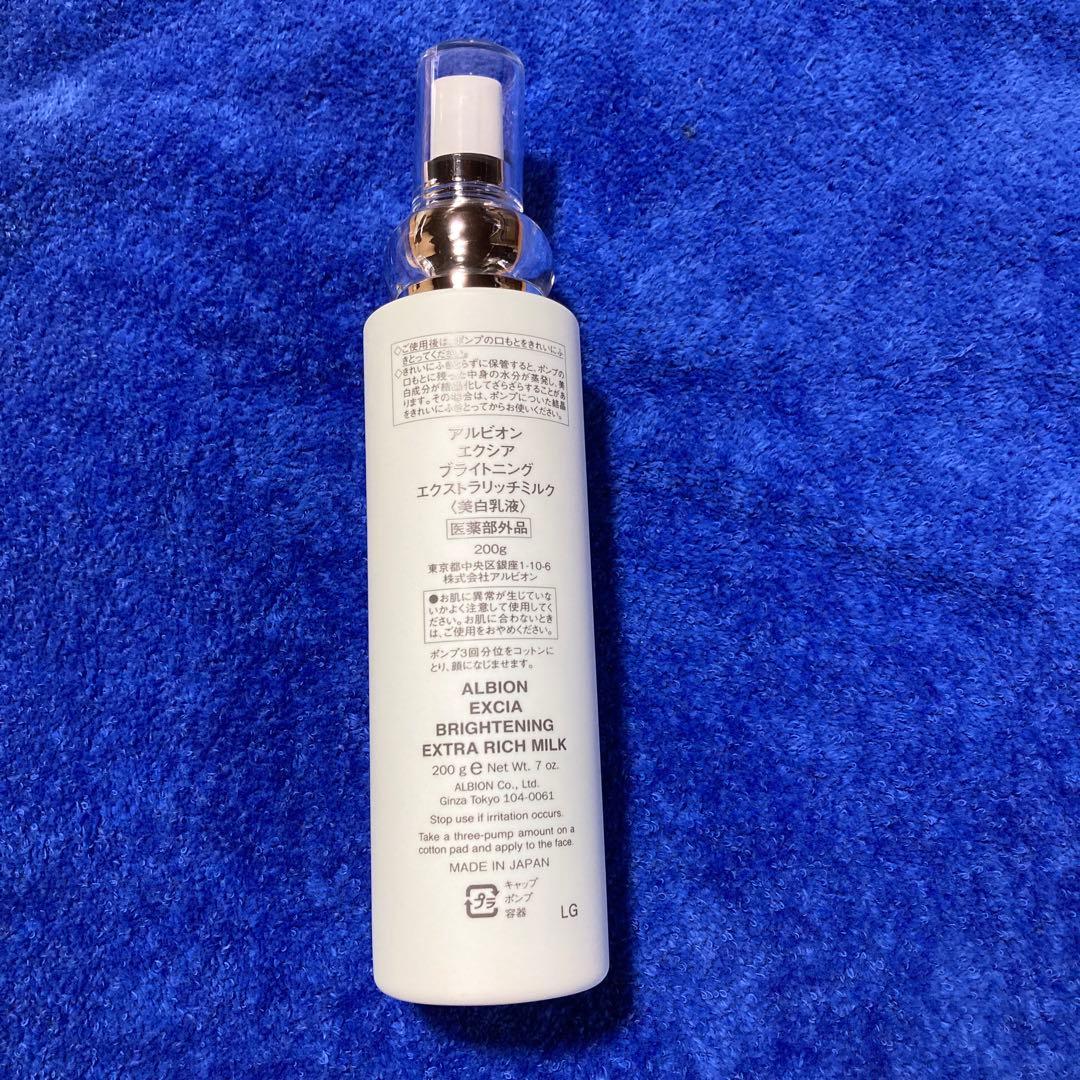 ◇ご使用後は、ポンプの口もとをきれいにふ
きとってください。
◇きれいにふきとらずに保管すると、ポンプの
口もとに残った中身の水分が蒸発し、美
白成分が結晶化してざらざらすることがあ
ります。その場合は、ポンプについた結晶
をきれいにふきとってからお使いください。
アルビオン
エクシア
ブライトニング
エクストラリッチミルク
〈美白乳液〉
医薬部外品
200g
東京都中央区銀座1-10-6
株式会社アルビオン
●お肌に異常が生じていな
いかよく注意して使用してく
ださい。お肌に合わないとき
は、ご使用をおやめください。
ポンプ3回分位をコットンに
とり、顔になじませます。
ALBION
EXCIA
BRIGHTENING
EXTRA RICH MILK
200 g e Net Wt. 7 oz.
ALBION Co., Ltd.
Ginza Tokyo 104-0061
Stop use if irritation occurs.
Take a three-pump amount on a
cotton pad and apply to the face.
MADE IN JAPAN
プラ
キャップ
ポンプ
容器
LG